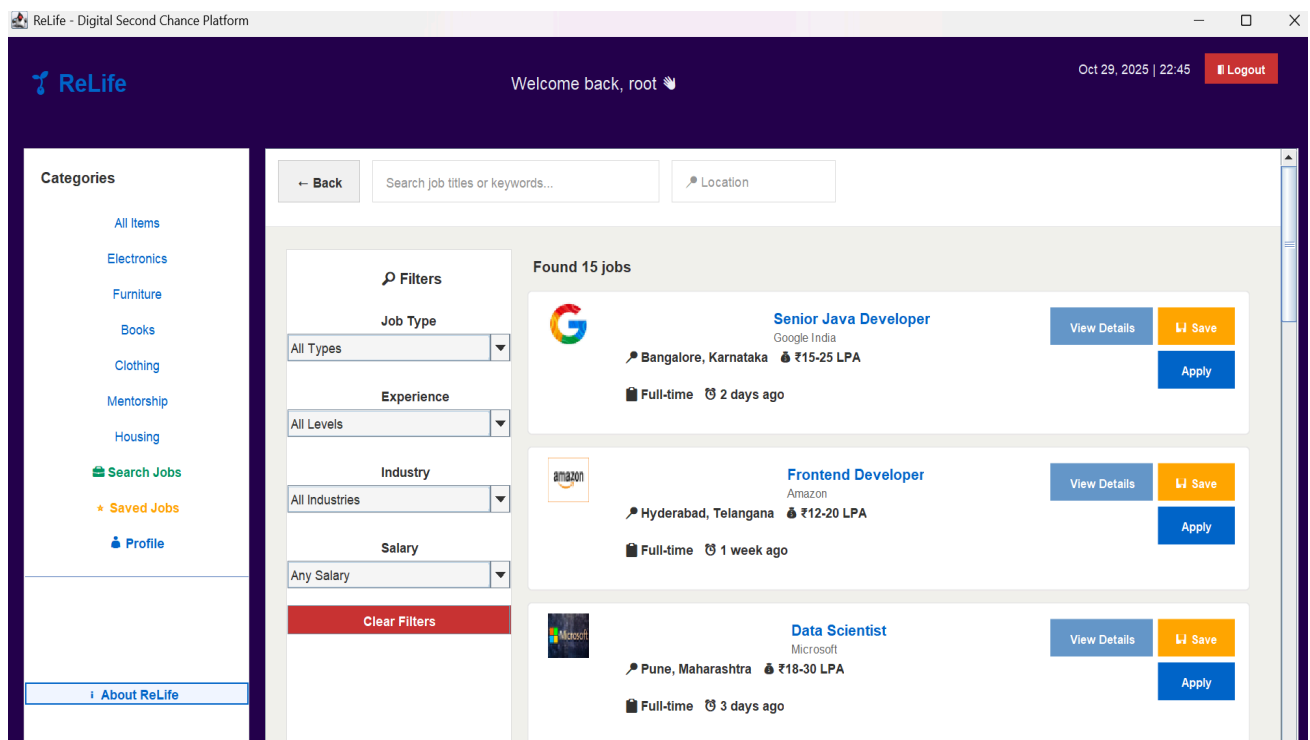 ReLife - Digital Second Chance Platform
ReLife
Welcome back, root 👋
Oct 29, 2025 | 22:45
Logout
Categories
All Items
Electronics
Furniture
Books
Clothing
Mentorship
Housing
Search Jobs
Saved Jobs
Profile
About ReLife
← Back
Search job titles or keywords...
Location
Filters
Job Type
All Types
Experience
All Levels
Industry
All Industries
Salary
Any Salary
Clear Filters
Found 15 jobs
Senior Java Developer
Google India
Bangalore, Karnataka ₹15-25 LPA
Full-time 2 days ago
View Details
Save
Apply
amazon
Frontend Developer
Amazon
Hyderabad, Telangana ₹12-20 LPA
Full-time 1 week ago
View Details
Save
Apply
Microsoft
Data Scientist
Microsoft
Pune, Maharashtra ₹18-30 LPA
Full-time 3 days ago
View Details
Save
Apply